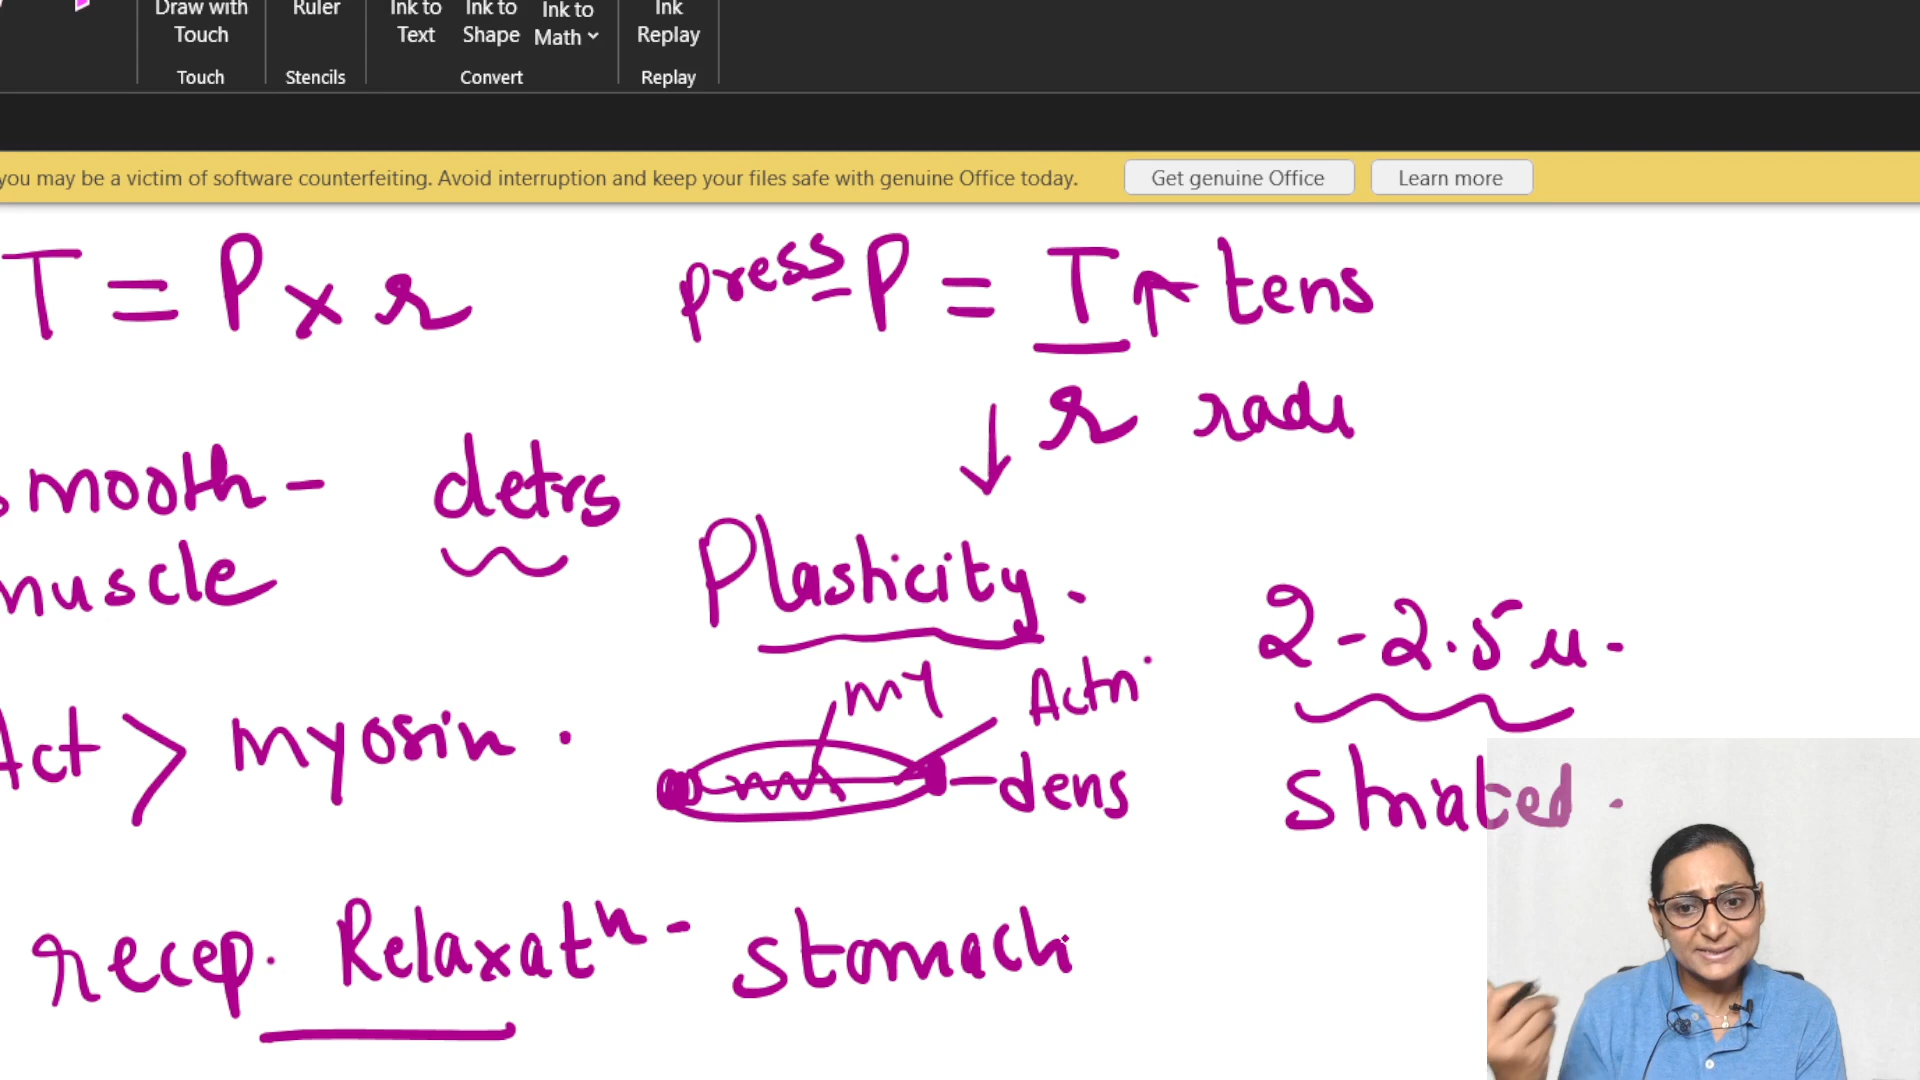 Draw with Touch
Ruler
Ink to Text
Ink to Shape
Ink to Math
Ink Replay
Touch
Stencils
Convert
Replay
you may be a victim of software counterfeiting. Avoid interruption and keep your files safe with genuine Office today.
Get genuine Office
Learn more
T = P x r
press P = T ↑ tens
r radi
smooth - detrs
muscle
Plasticity.
2-2.5 u.
my
Actn
Act > myosin.
dens
Striated.
recep. Relaxatn - stomach